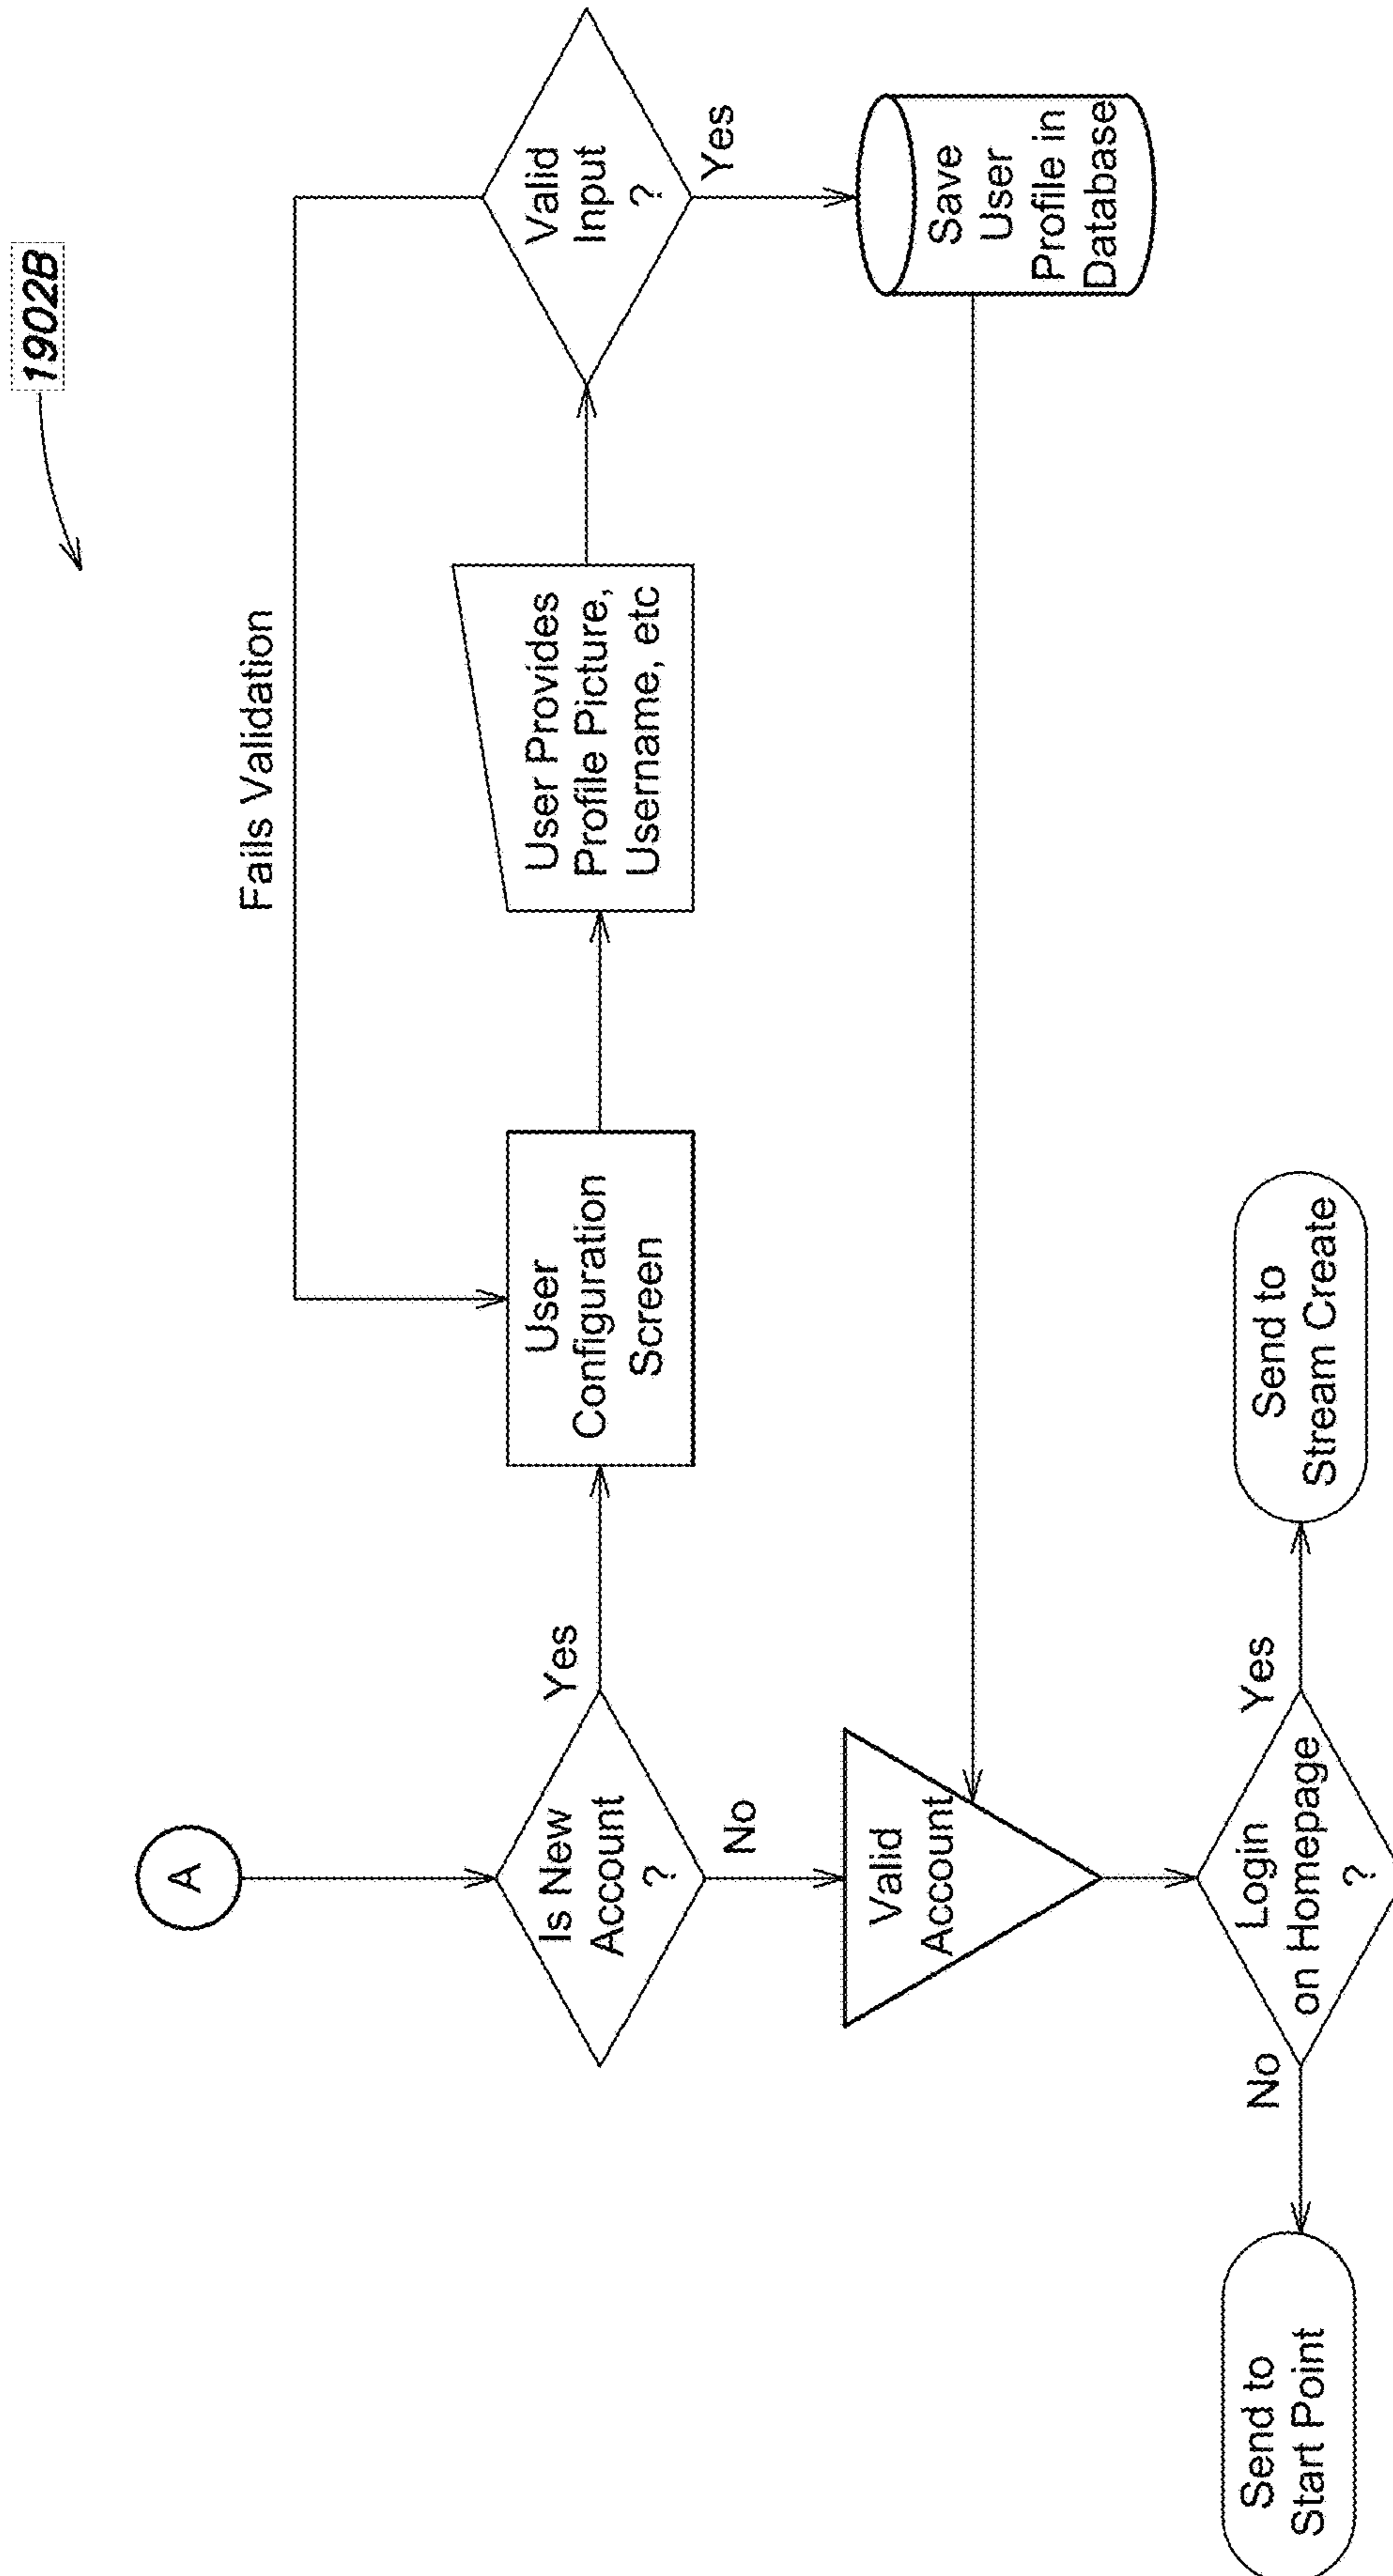 1902B
A
Is New
Account
?
Yes
No
User
Configuration
Screen
Fails Validation
User Provides
Profile Picture,
Username, etc
Valid
Input
?
Yes
Save
User
Profile in
Database
Valid
Account
Login
on Homepage
?
No
Yes
Send to
Start Point
Send to
Stream Create